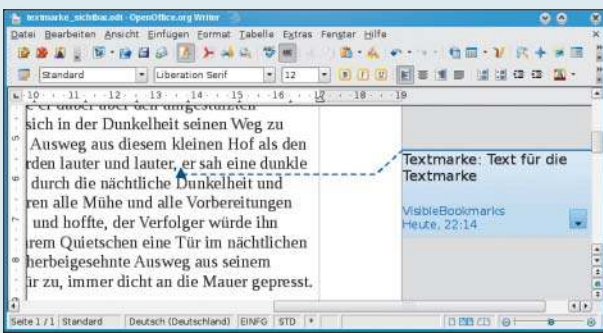 textmarke_sichtbar.odt - OpenOffice.org Writer
Datei Bearbeiten Ansicht Einfügen Format Tabelle Extras Fenster Hilfe
Standard Liberation Serif 12
10 11 12 13 14 15 16 17 18 19
sich in der Dunkelheit seinen Weg zu
Ausweg aus diesem kleinen Hof als den
rden lauter und lauter, er sah eine dunkle
durch die nächtliche Dunkelheit und
ren alle Mühe und alle Vorbereitungen
und hoffte, der Verfolger würde ihn
arem Quietschen eine Tür im nächtlichen
herbeigesehnte Ausweg aus seinem
ür zu, immer dicht an die Mauer gepresst.
Textmarke: Text für die
Textmarke
VisibleBookmarks
Heute, 22:14
Seite 1 / 1 Standard Deutsch (Deutschland) EINFG STD *